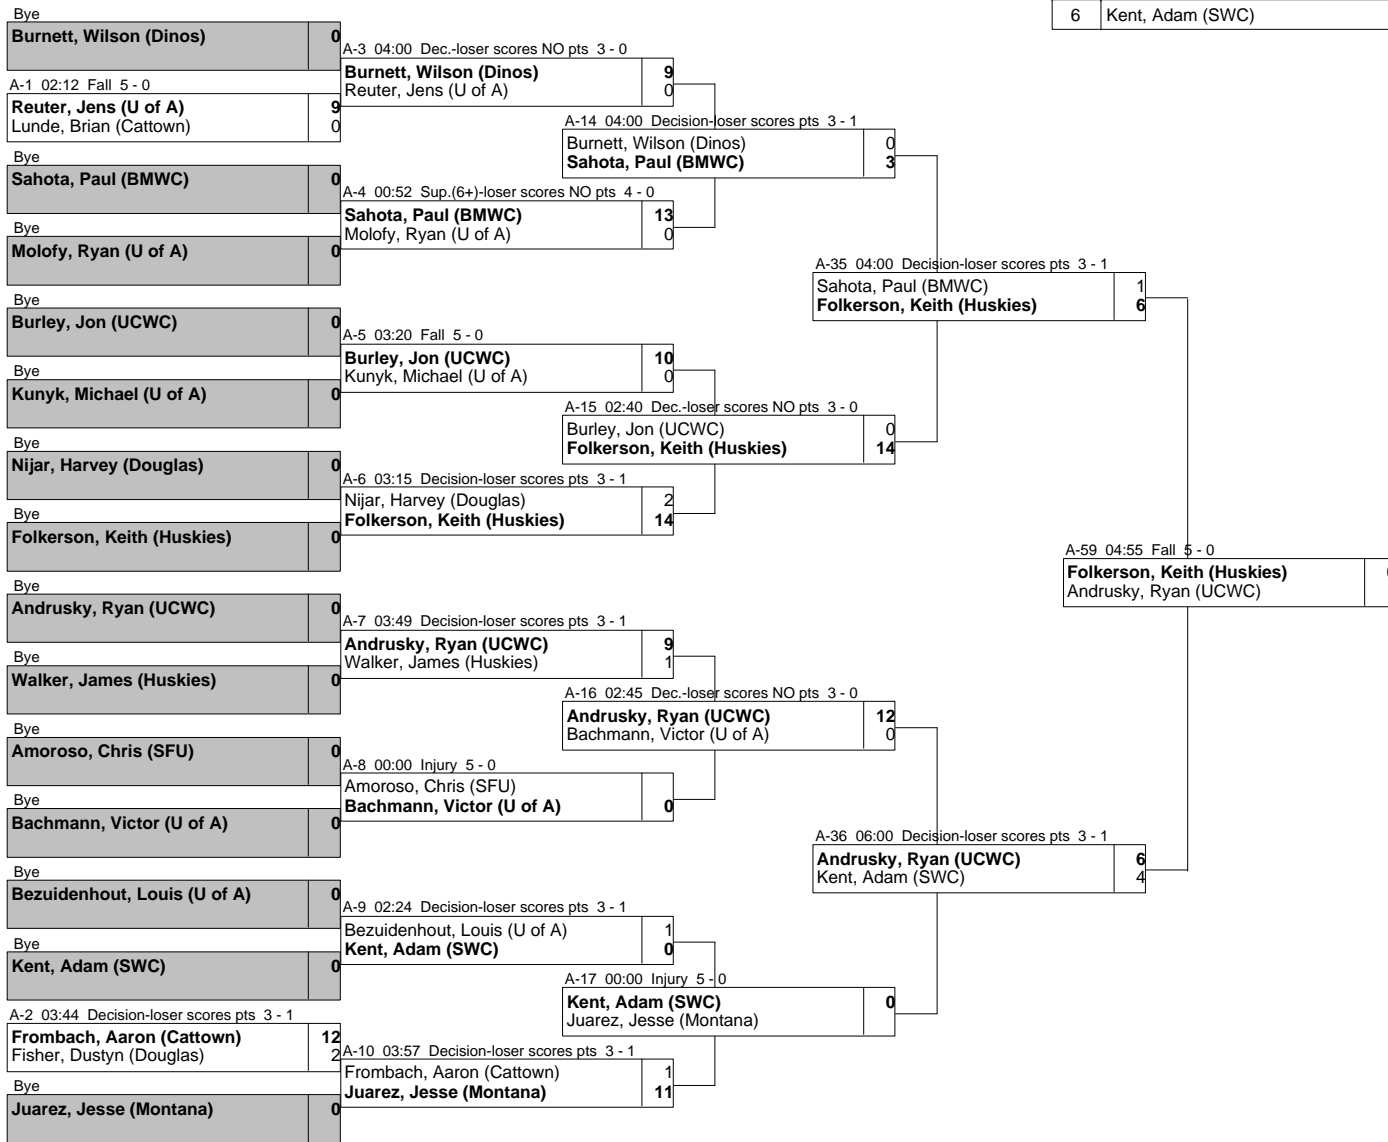 6 Kent, Adam (SWC)
Bye
Burnett, Wilson (Dinos) 0
A-1 02:12 Fall 5 - 0
Reuter, Jens (U of A) 9
Lunde, Brian (Cattown) 0
Bye
Sahota, Paul (BMWC) 0
Bye
Molofy, Ryan (U of A) 0
Bye
Burley, Jon (UCWC) 0
Bye
Kunyk, Michael (U of A) 0
Bye
Nijar, Harvey (Douglas) 0
Bye
Folkerson, Keith (Huskies) 0
Bye
Andrusky, Ryan (UCWC) 0
Bye
Walker, James (Huskies) 0
Bye
Amoroso, Chris (SFU) 0
Bye
Bachmann, Victor (U of A) 0
Bye
Bezuidenhout, Louis (U of A) 0
Bye
Kent, Adam (SWC) 0
A-2 03:44 Decision-loser scores pts 3 - 1
Frombach, Aaron (Cattown) 12
Fisher, Dustyn (Douglas) 2
Bye
Juarez, Jesse (Montana) 0
A-3 04:00 Dec.-loser scores NO pts 3 - 0
Burnett, Wilson (Dinos) 9
Reuter, Jens (U of A) 0
A-4 00:52 Sup.(6+)-loser scores NO pts 4 - 0
Sahota, Paul (BMWC) 13
Molofy, Ryan (U of A) 0
A-5 03:20 Fall 5 - 0
Burley, Jon (UCWC) 10
Kunyk, Michael (U of A) 0
A-6 03:15 Decision-loser scores pts 3 - 1
Nijar, Harvey (Douglas) 2
Folkerson, Keith (Huskies) 14
A-7 03:49 Decision-loser scores pts 3 - 1
Andrusky, Ryan (UCWC) 9
Walker, James (Huskies) 1
A-8 00:00 Injury 5 - 0
Amoroso, Chris (SFU)
Bachmann, Victor (U of A) 0
A-9 02:24 Decision-loser scores pts 3 - 1
Bezuidenhout, Louis (U of A) 1
Kent, Adam (SWC) 0
A-10 03:57 Decision-loser scores pts 3 - 1
Frombach, Aaron (Cattown) 1
Juarez, Jesse (Montana) 11
A-14 04:00 Decision-loser scores pts 3 - 1
Burnett, Wilson (Dinos) 0
Sahota, Paul (BMWC) 3
A-15 02:40 Dec.-loser scores NO pts 3 - 0
Burley, Jon (UCWC) 0
Folkerson, Keith (Huskies) 14
A-16 02:45 Dec.-loser scores NO pts 3 - 0
Andrusky, Ryan (UCWC) 12
Bachmann, Victor (U of A) 0
A-17 00:00 Injury 5 - 0
Kent, Adam (SWC) 0
Juarez, Jesse (Montana)
A-35 04:00 Decision-loser scores pts 3 - 1
Sahota, Paul (BMWC) 1
Folkerson, Keith (Huskies) 6
A-36 06:00 Decision-loser scores pts 3 - 1
Andrusky, Ryan (UCWC) 6
Kent, Adam (SWC) 4
A-59 04:55 Fall 5 - 0
Folkerson, Keith (Huskies)
Andrusky, Ryan (UCWC)